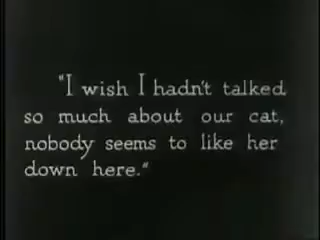 "I wish I hadn't talked
so much about our cat,
nobody seems to like her
down here."